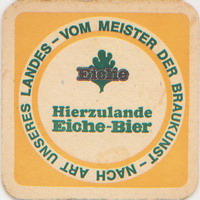 VOM MEISTER DER BRAUKUNST - NACH ART UNSERES LANDES -
Eiche
Hierzulande
Eiche-Bier